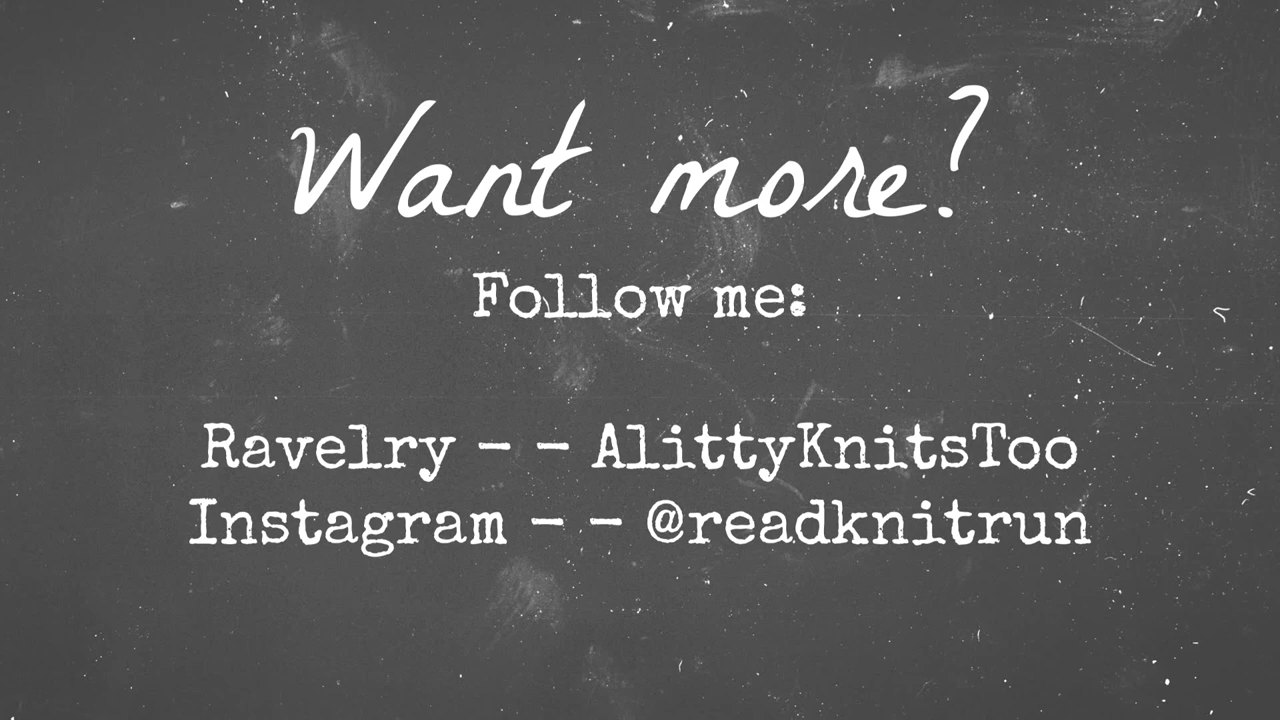 Want more?
Follow me:
Ravelry - - AlittyKnitsToo
Instagram - - @readknitrun